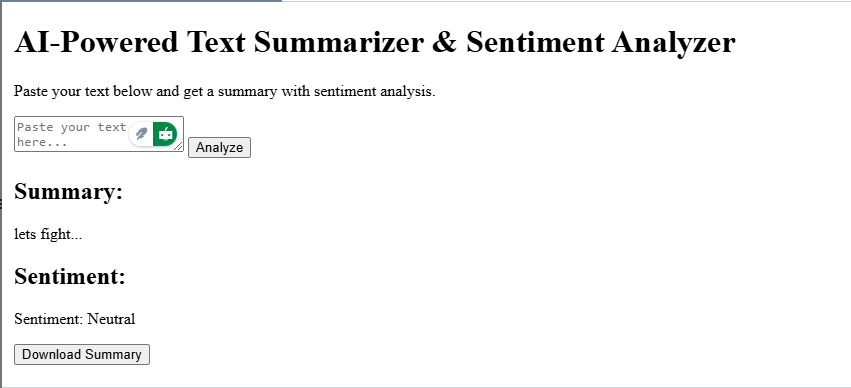 AI-Powered Text Summarizer & Sentiment Analyzer
Paste your text below and get a summary with sentiment analysis.
Paste your text
here...
Analyze
Summary:
lets fight...
Sentiment:
Sentiment: Neutral
Download Summary